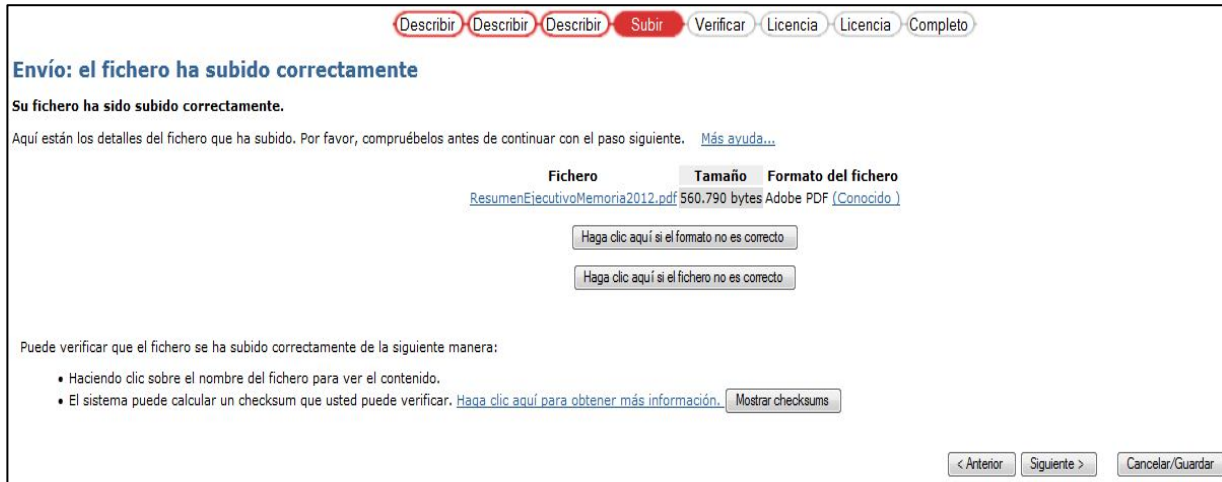 Describir Describir Describir Subir Verificar Licencia Licencia Completo
Envío: el fichero ha subido correctamente
Su fichero ha sido subido correctamente.
Aquí están los detalles del fichero que ha subido. Por favor, compruébelos antes de continuar con el paso siguiente. Más ayuda...
Fichero Tamaño Formato del fichero
ResumenEjecutivoMemoria2012.pdf 560.790 bytes Adobe PDF (Conocido )
Haga clic aquí si el formato no es correcto
Haga clic aquí si el fichero no es correcto
Puede verificar que el fichero se ha subido correctamente de la siguiente manera:
• Haciendo clic sobre el nombre del fichero para ver el contenido.
• El sistema puede calcular un checksum que usted puede verificar. Haga clic aquí para obtener más información. Mostrar checksums
< Anterior Siguiente > Cancelar/Guardar